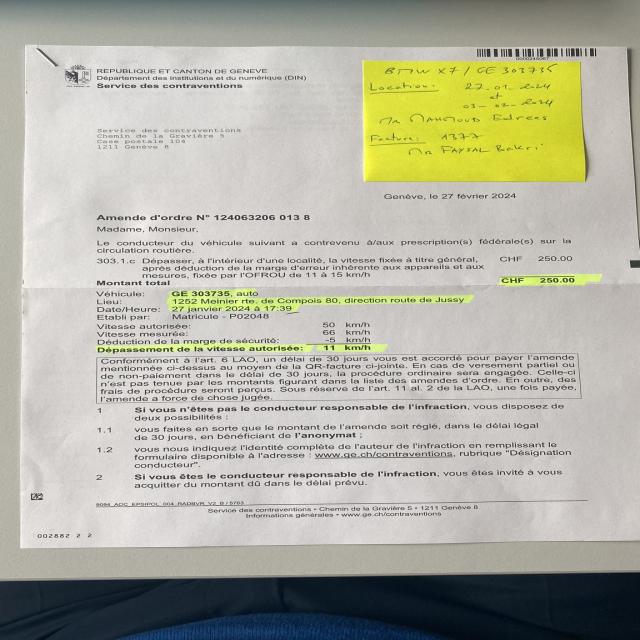 REPUBLIQUE ET CANTON DE GENEVE
Département des institutions et du numérique (DIN)
Service des contraventions
BMW X7 / GE 303735
Location: 27.01.2024
et
03-02-2024
Mr MAHMOUD Edrees
Facture: 1377
Mr FAYSAL Bakri
Service des contraventions
Chemin de la Gravière 5
Case postale 104
1211 Genève 8
Genève, le 27 février 2024
Amende d'ordre N° 124063206 013 8
Madame, Monsieur,
Le conducteur du véhicule suivant a contrevenu à/aux prescription(s) fédérale(s) sur la
circulation routière.
303.1.c Dépasser, à l'intérieur d'une localité, la vitesse fixée à titre général, CHF 250.00
après déduction de la marge d'erreur inhérente aux appareils et aux
mesures, fixée par l'OFROU de 11 à 15 km/h
Montant total CHF 250.00
Véhicule: GE 303735, auto
Lieu: 1252 Meinier rte. de Compois 80, direction route de Jussy
Date/Heure: 27 janvier 2024 à 17:39
Etabli par: Matricule - P02048
Vitesse autorisée: 50 km/h
Vitesse mesurée: 66 km/h
Déduction de la marge de sécurité: -5 km/h
Dépassement de la vitesse autorisée: 11 km/h
Conformément à l'art. 6 LAO, un délai de 30 jours vous est accordé pour payer l'amende
mentionnée ci-dessus au moyen de la QR-facture ci-jointe. En cas de versement partiel ou
de non-paiement dans le délai de 30 jours, la procédure ordinaire sera engagée. Celle-ci
n'est pas tenue par les montants figurant dans la liste des amendes d'ordre. En outre, des
frais de procédure seront perçus. Sous réserve de l'art. 11 al. 2 de la LAO, une fois payée,
l'amende a force de chose jugée.
1 Si vous n'êtes pas le conducteur responsable de l'infraction, vous disposez de
deux possibilités :
1.1 vous faites en sorte que le montant de l'amende soit réglé, dans le délai légal
de 30 jours, en bénéficiant de l'anonymat ;
1.2 vous nous indiquez l'identité complète de l'auteur de l'infraction en remplissant le
formulaire disponible à l'adresse : www.ge.ch/contraventions, rubrique "Désignation
conducteur".
2 Si vous êtes le conducteur responsable de l'infraction, vous êtes invité à vous
acquitter du montant dû dans le délai prévu.
Service des contraventions • Chemin de la Gravière 5 • 1211 Genève 8
Informations générales • www.ge.ch/contraventions
002882 2 2